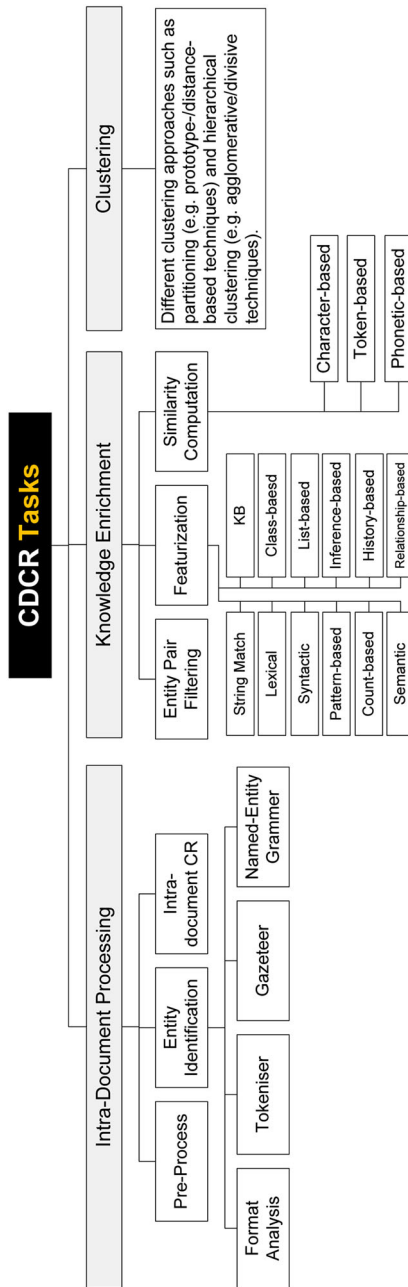 CDCR Tasks
Intra-Document Processing
Knowledge Enrichment
Clustering
Pre-Process
Entity
Identification
Intra-
document CR
Entity Pair
Filtering
Featurization
Similarity
Computation
Different clustering approaches such as
partitioning (e.g. prototype-/distance-
based techniques) and hierarchical
clustering (e.g. agglomerative/divisive
techniques).
Format
Analysis
Tokeniser
Gazeteer
Named-Entity
Grammer
String Match
KB
Lexical
Class-baesd
Syntactic
List-based
Pattern-based
Inference-based
Count-based
History-based
Semantic
Relationship-based
Character-based
Token-based
Phonetic-based